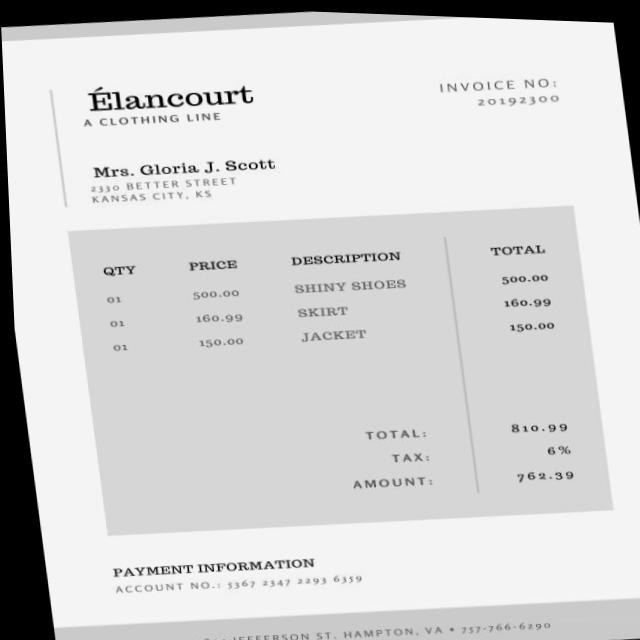 Élancourt
A CLOTHING LINE
INVOICE NO:
20192300
Mrs. Gloria J. Scott
2330 BETTER STREET
KANSAS CITY, KS
QTY PRICE DESCRIPTION TOTAL
01 500.00 SHINY SHOES 500.00
01 160.99 SKIRT 160.99
01 150.00 JACKET 150.00
TOTAL: 810.99
TAX: 6%
AMOUNT: 762.39
PAYMENT INFORMATION
ACCOUNT NO.: 5367 2347 2293 6359
JEFFERSON ST. HAMPTON, VA • 757-766-6290